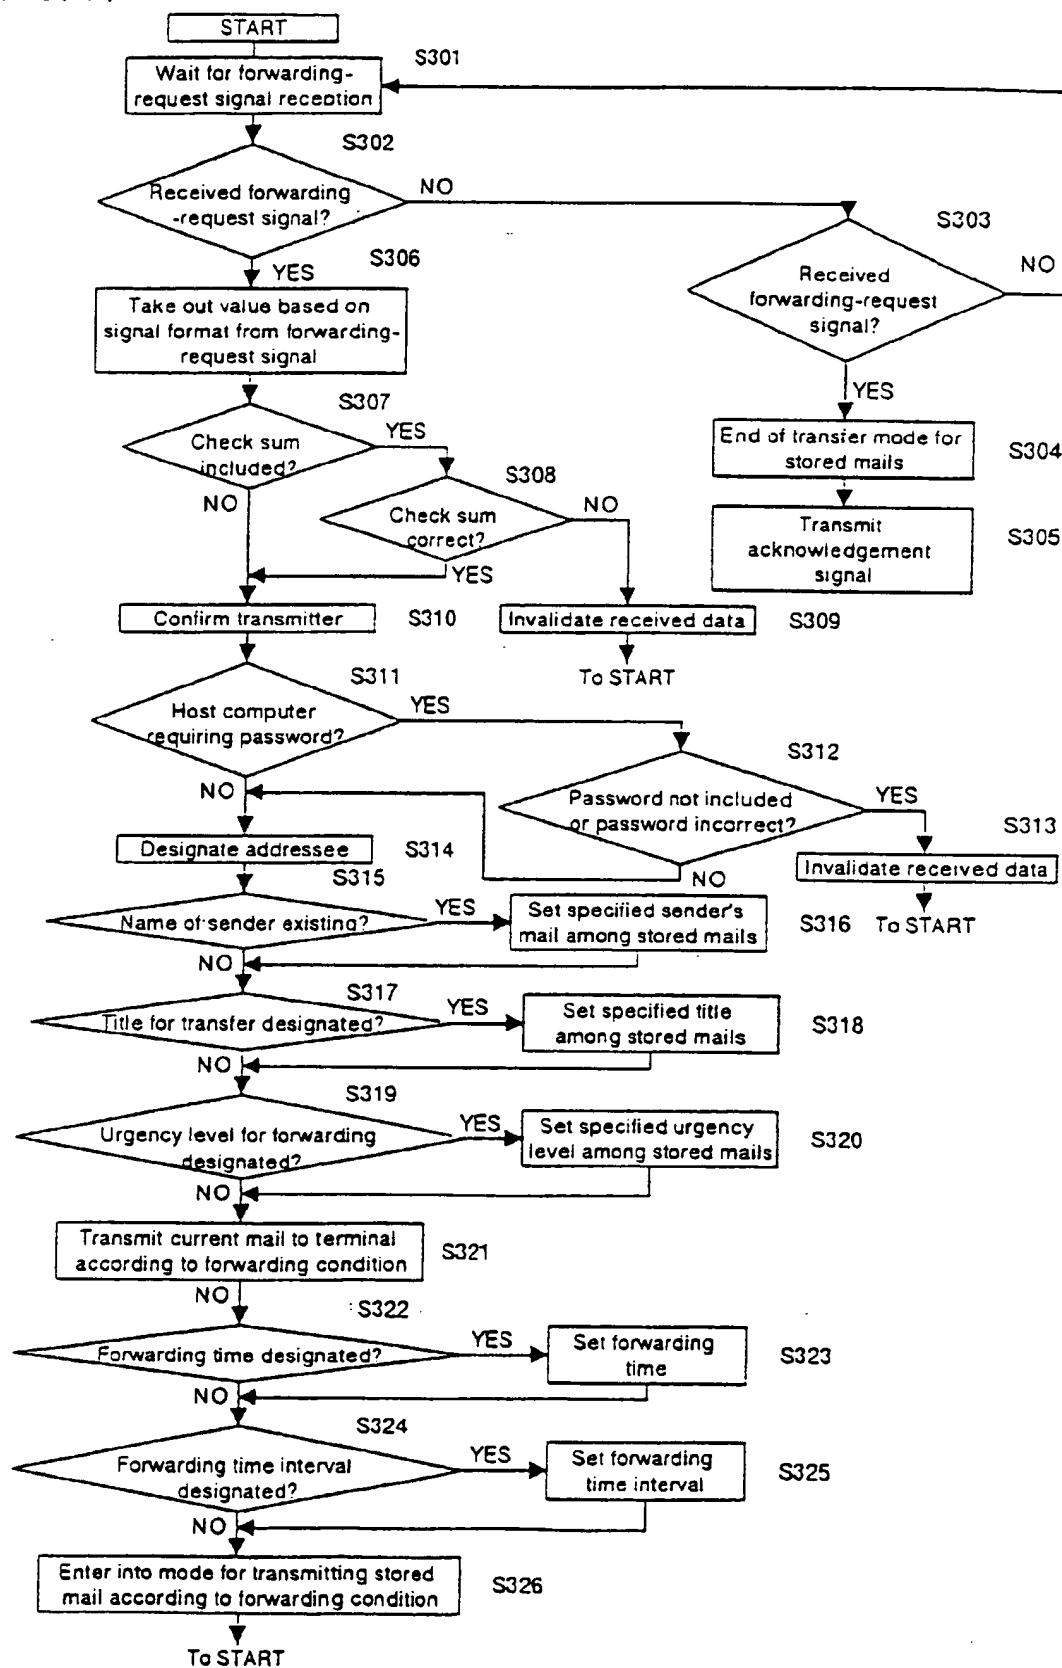 START
S301
Wait for forwarding-
request signal reception
S302
Received forwarding
-request signal?
NO
S303
Received
forwarding-request
signal?
NO
YES
S306
YES
Take out value based on
signal format from forwarding-
request signal
End of transfer mode for
stored mails
S304
Transmit
acknowledgement
signal
S305
S307
Check sum
included?
YES
NO
S308
Check sum
correct?
NO
YES
Confirm transmitter
S310
Invalidate received data
S309
To START
S311
Host computer
requiring password?
YES
NO
S312
Password not included
or password incorrect?
YES
NO
S313
Invalidate received data
To START
Designate addressee
S314
S315
Name of sender existing?
YES
Set specified sender's
mail among stored mails
S316
NO
S317
Title for transfer designated?
YES
Set specified title
among stored mails
S318
NO
S319
Urgency level for forwarding
designated?
YES
Set specified urgency
level among stored mails
S320
NO
Transmit current mail to terminal
according to forwarding condition
S321
NO
S322
Forwarding time designated?
YES
Set forwarding
time
S323
NO
S324
Forwarding time interval
designated?
YES
Set forwarding
time interval
S325
NO
Enter into mode for transmitting stored
mail according to forwarding condition
S326
To START